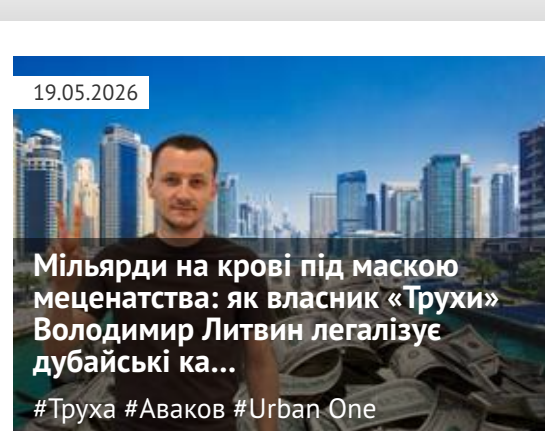 19.05.2026
Мільярди на крові під маскою
меценатства: як власник «Трухи»
Володимир Литвин легалізує
дубайські ка...
#Труха #Аваков #Urban One